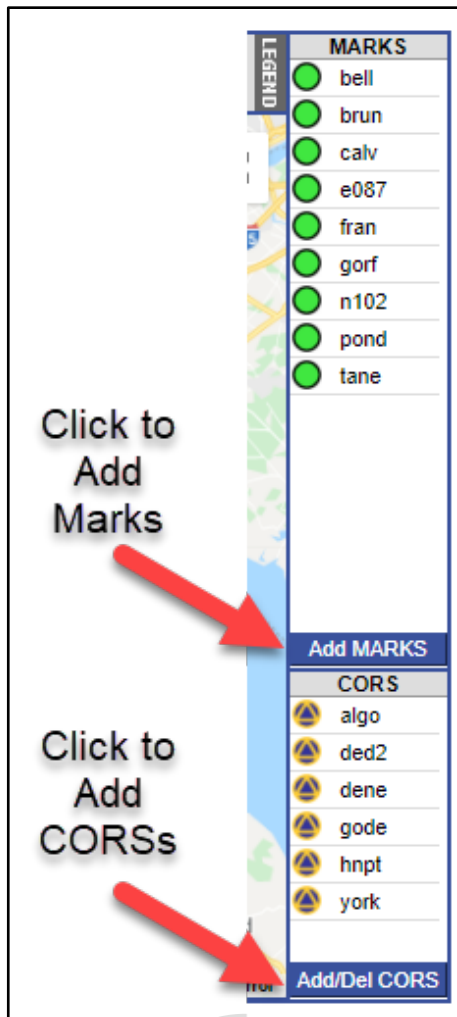 LEGEND
MARKS
bell
brun
calv
e087
fran
gorf
n102
pond
tane
Click to
Add
Marks
Add MARKS
CORS
algo
ded2
dene
gode
hnpt
york
Click to
Add
CORSs
Add/Del CORS